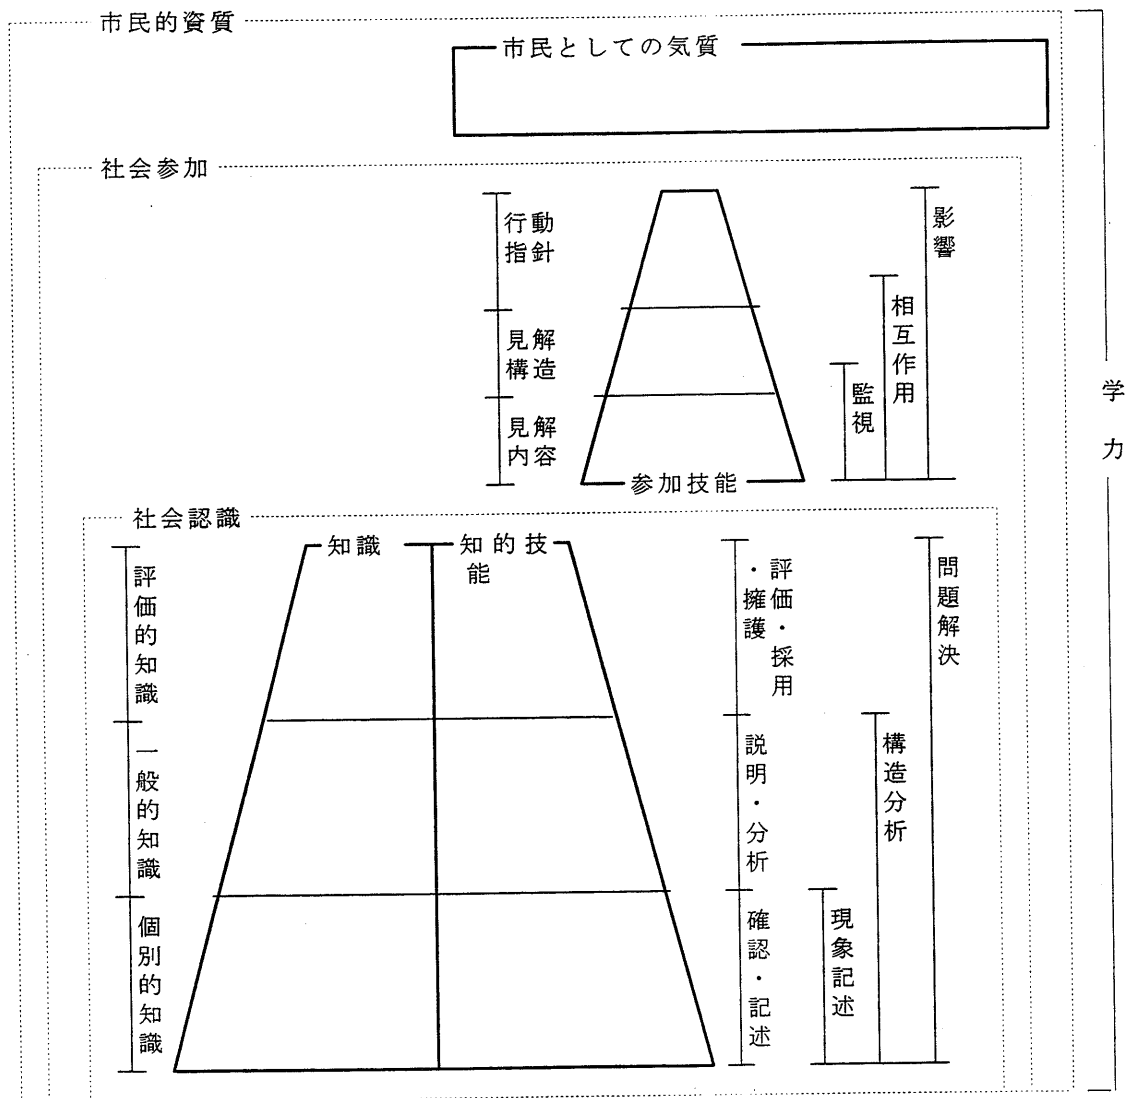 市民的資質
市民としての気質
社会参加
行動
指針
見解
構造
見解
内容
参加技能
影響
相互作用
監視
学力
社会認識
知識
知的技
能
評価的知識
一般的知識
個別的知識
評価・採用
・擁護
説明・分析
確認・記述
現象記述
構造分析
問題解決